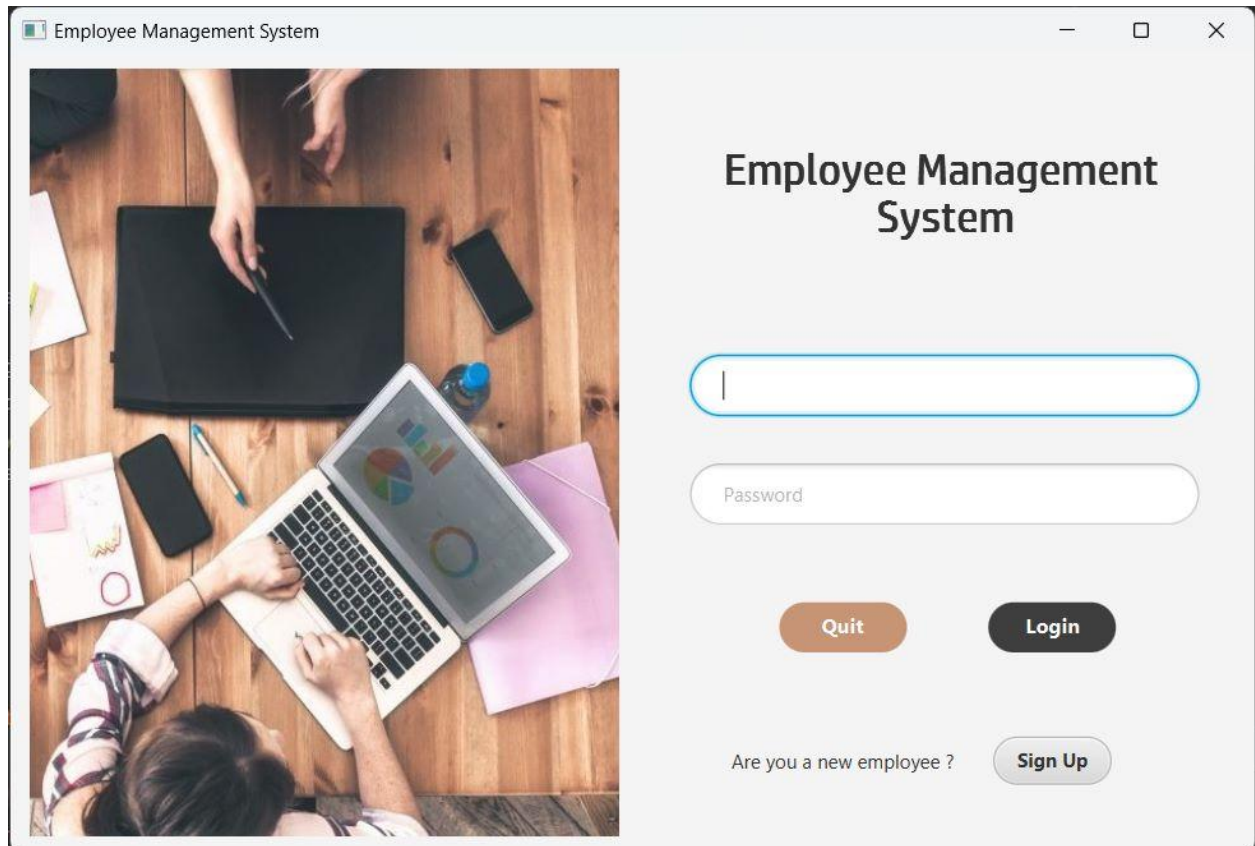 Employee Management System
Employee Management
System
Password
Quit
Login
Are you a new employee ?
Sign Up